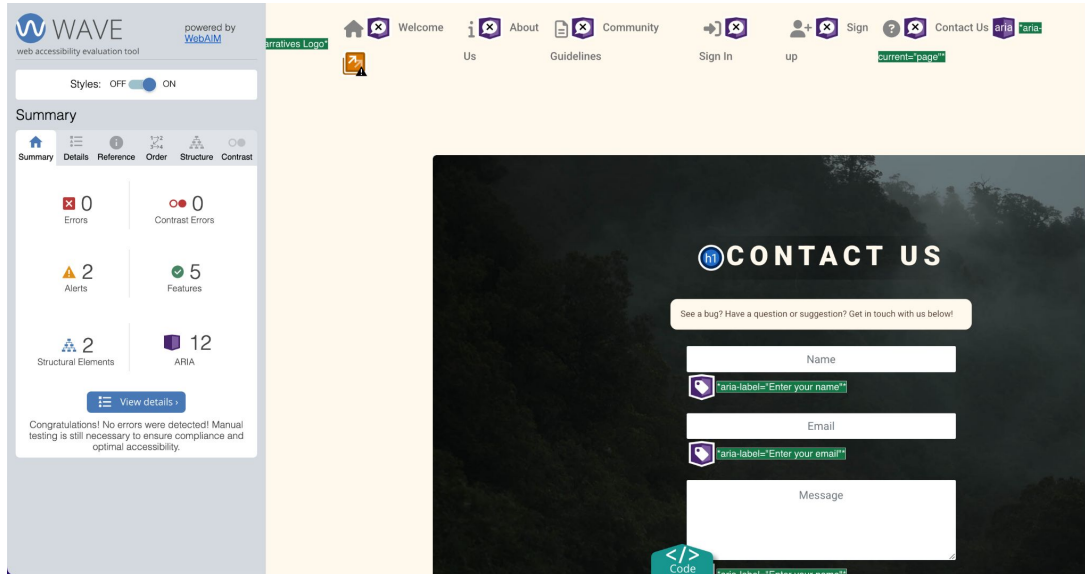 WAVE
web accessibility evaluation tool
powered by
WebAIM
Styles: OFF ON
Summary
Summary Details Reference Order Structure Contrast
0
Errors
0
Contrast Errors
2
Alerts
5
Features
2
Structural Elements
12
ARIA
View details ›
Congratulations! No errors were detected! Manual
testing is still necessary to ensure compliance and
optimal accessibility.
arratives Logo*
Welcome
About
Us
Community
Guidelines
Sign In
Sign
up
Contact Us
aria
*aria-
current="page"*
h1
CONTACT US
See a bug? Have a question or suggestion? Get in touch with us below!
Name
*aria-label="Enter your name"*
Email
*aria-label="Enter your email"*
Message
</>
Code
*aria-label="Enter your name"*